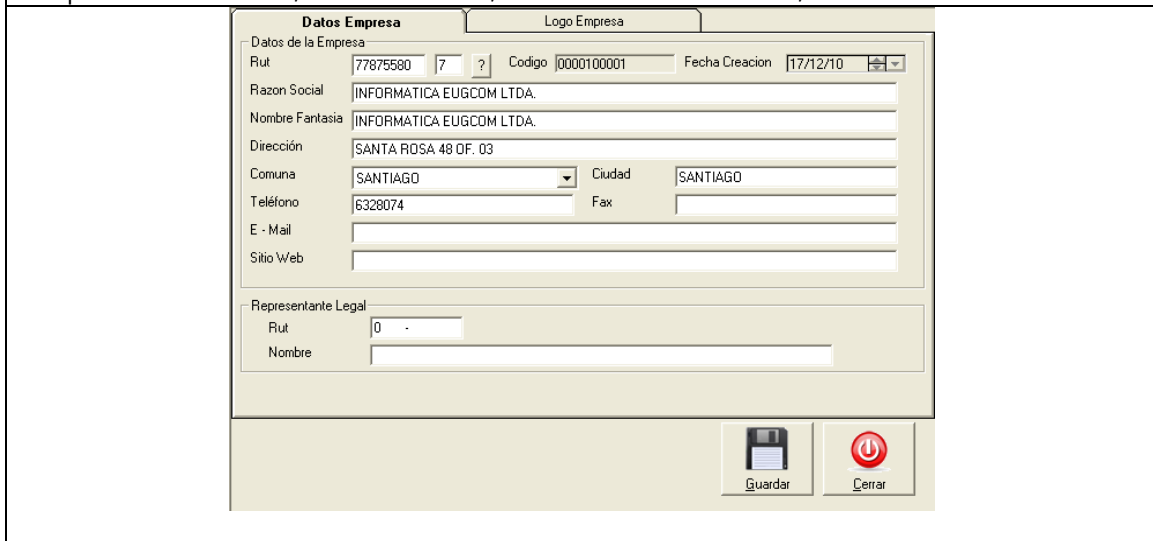 Datos Empresa Logo Empresa
Datos de la Empresa
Rut 77875580 7 ? Codigo 0000100001 Fecha Creacion 17/12/10
Razon Social INFORMATICA EUGCOM LTDA.
Nombre Fantasia INFORMATICA EUGCOM LTDA.
Dirección SANTA ROSA 48 OF. 03
Comuna SANTIAGO Ciudad SANTIAGO
Teléfono 6328074 Fax
E - Mail
Sitio Web
Representante Legal
Rut 0 -
Nombre
Guardar Cerrar